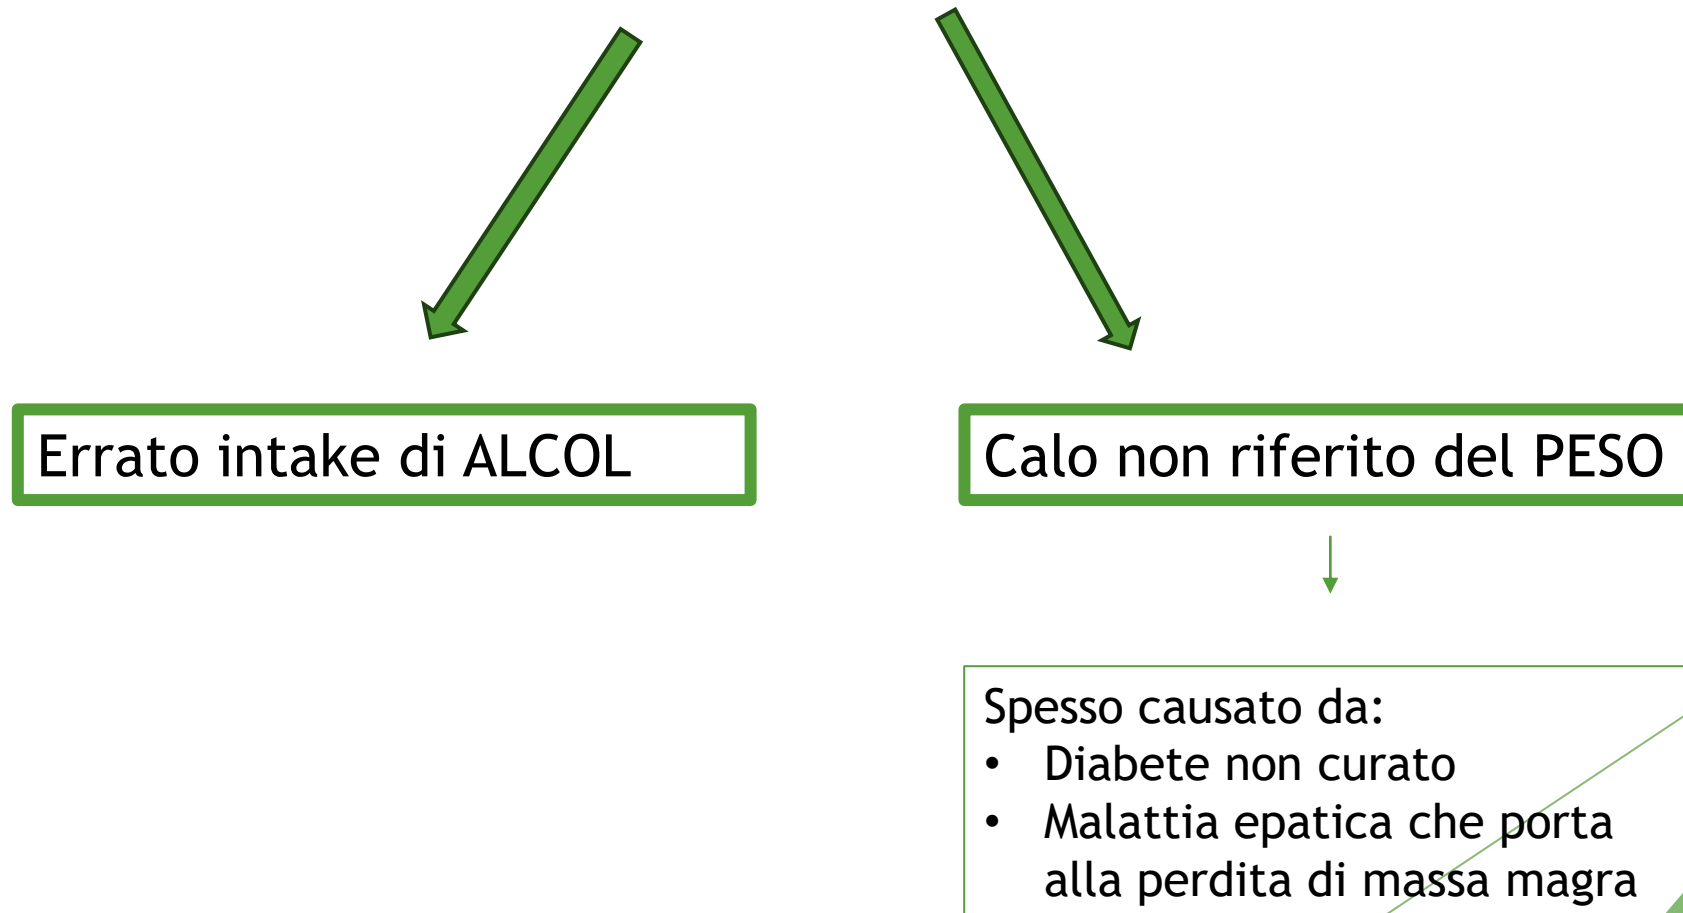 Errato intake di ALCOL
Calo non riferito del PESO
Spesso causato da:
• Diabete non curato
• Malattia epatica che porta
alla perdita di massa magra